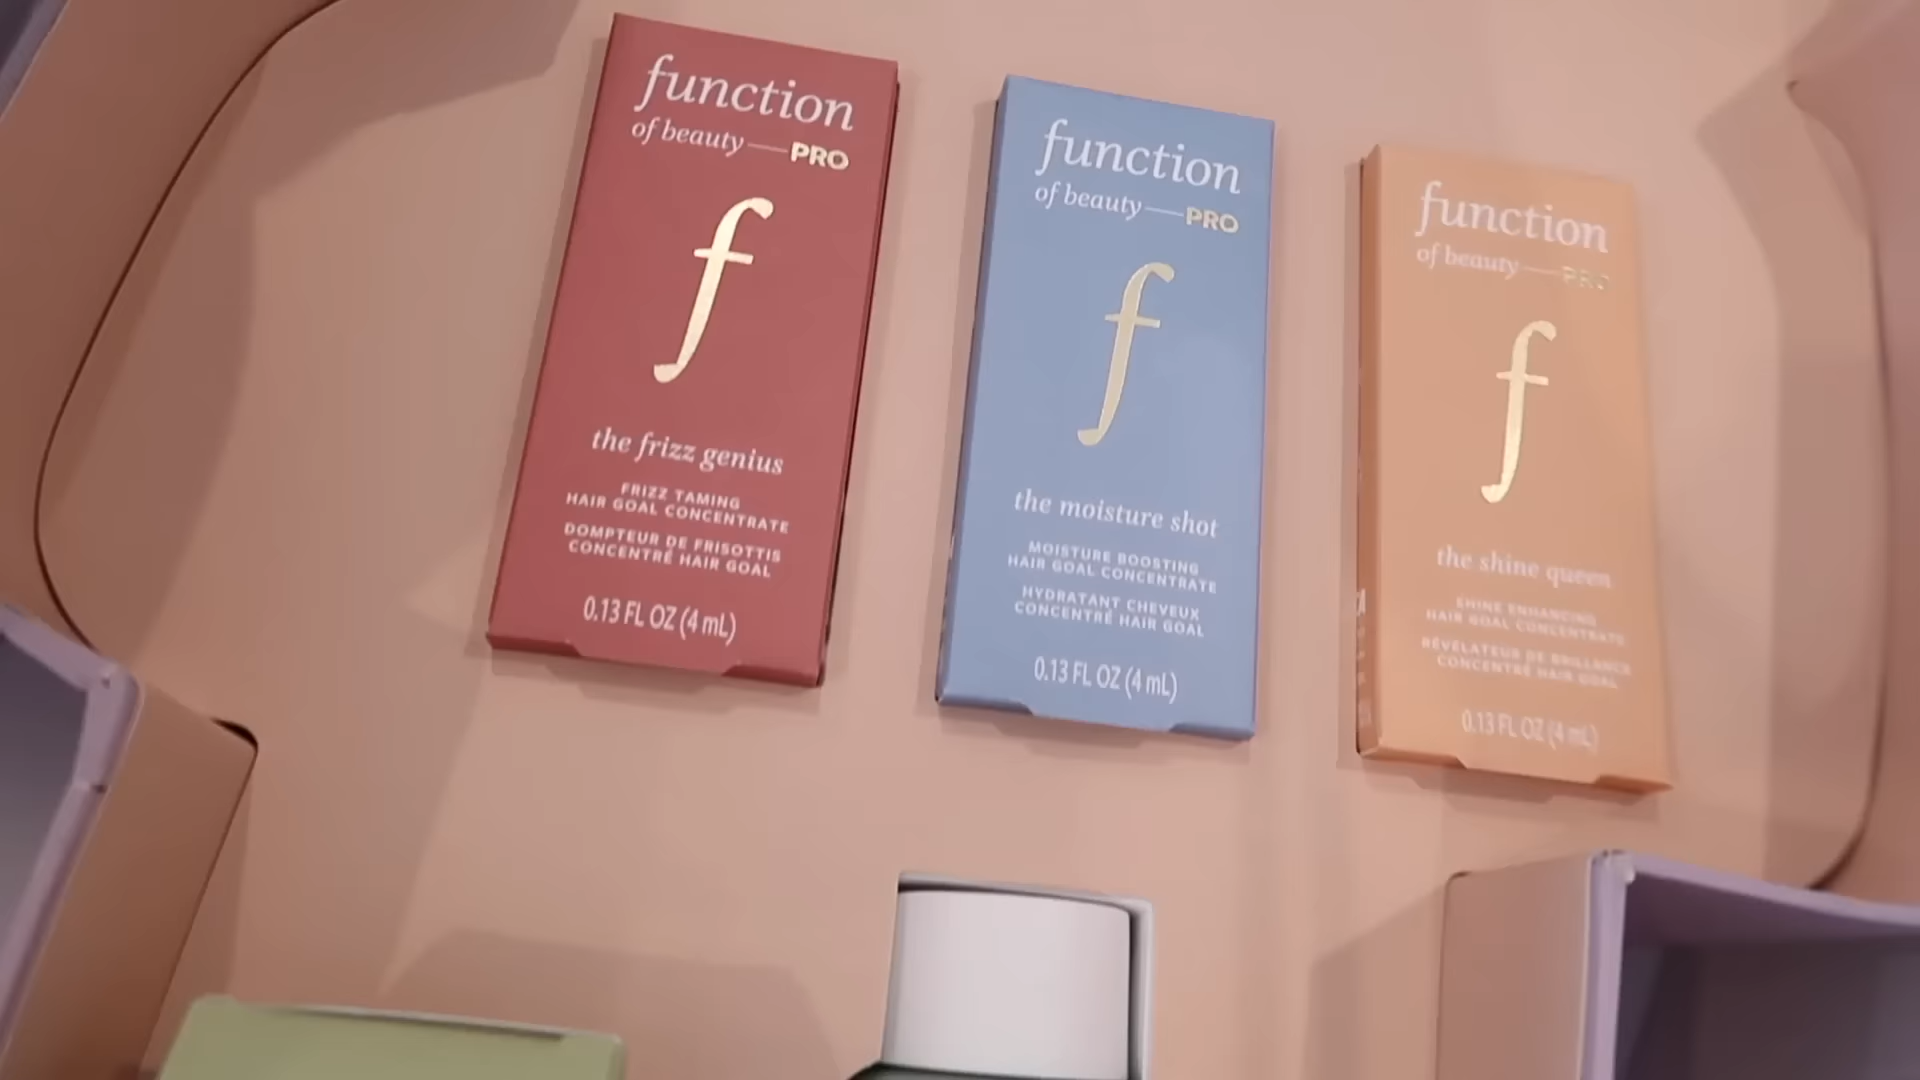 function
of beauty — PRO
f
the frizz genius
FRIZZ TAMING
HAIR GOAL CONCENTRATE
DOMPTEUR DE FRISOTTIS
CONCENTRÉ HAIR GOAL
0.13 FL OZ (4 mL)
function
of beauty — PRO
f
the moisture shot
MOISTURE BOOSTING
HAIR GOAL CONCENTRATE
HYDRATANT CHEVEUX
CONCENTRÉ HAIR GOAL
0.13 FL OZ (4 mL)
function
of beauty — PRO
f
the shine queen
SHINE ENHANCING
HAIR GOAL CONCENTRATE
RÉVÉLATEUR DE BRILLANCE
CONCENTRÉ HAIR GOAL
0.13 FL OZ (4 mL)